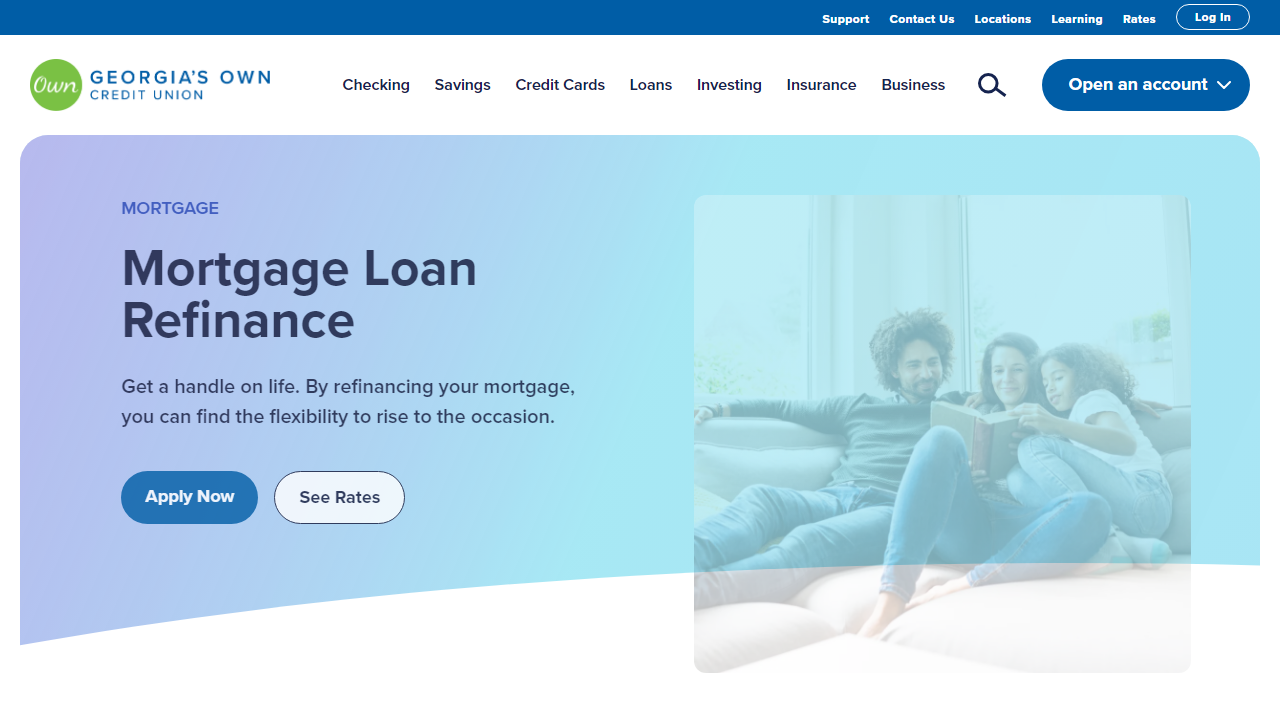 Support Contact Us Locations Learning Rates Log In
Own GEORGIA'S OWN
CREDIT UNION
Checking Savings Credit Cards Loans Investing Insurance Business Open an account
MORTGAGE
Mortgage Loan
Refinance
Get a handle on life. By refinancing your mortgage,
you can find the flexibility to rise to the occasion.
Apply Now See Rates